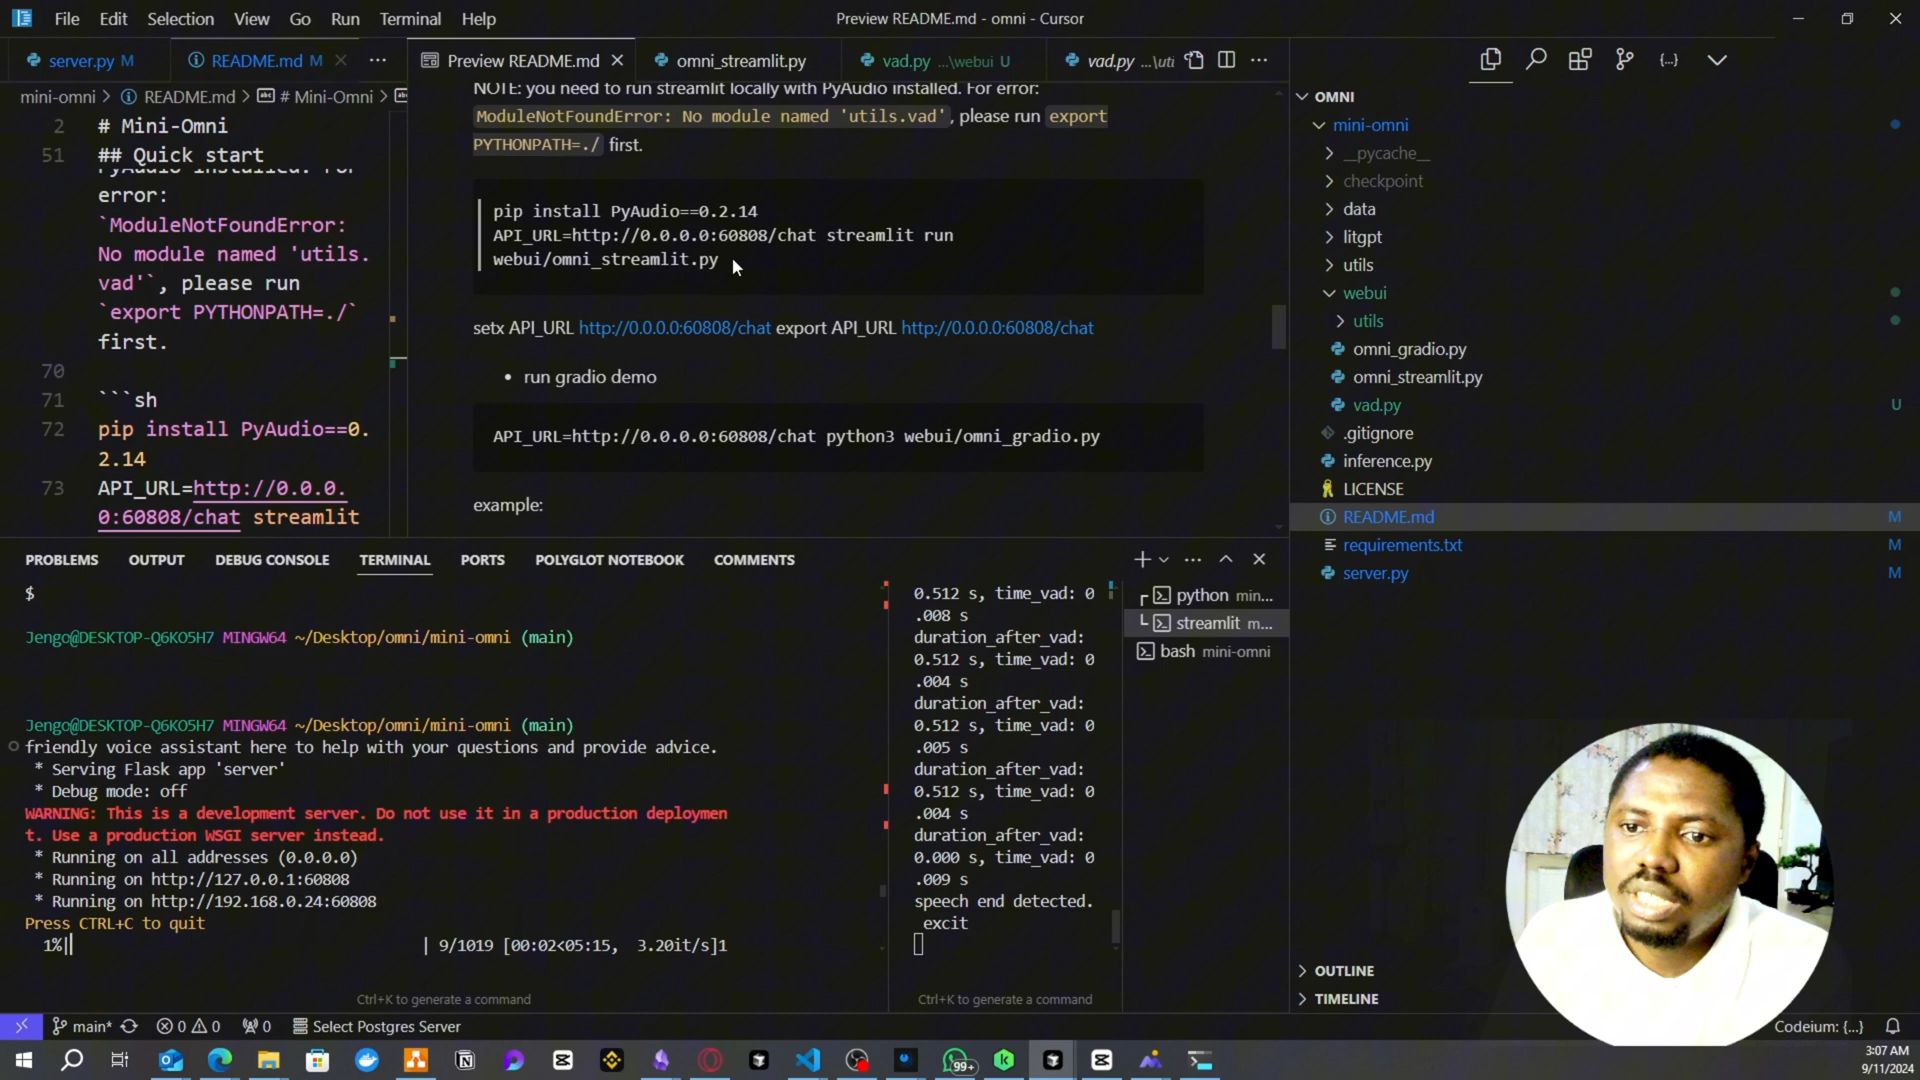 File Edit Selection View Go Run Terminal Help
Preview README.md - omni - Cursor
server.py M
README.md M
Preview README.md
omni_streamlit.py
vad.py ...\webui U
vad.py ...\uti
mini-omni > README.md > # Mini-Omni >
2 # Mini-Omni
51 ## Quick start
PyAudio installed. For
error:
`ModuleNotFoundError:
No module named 'utils.
vad'`, please run
`export PYTHONPATH=./`
first.
70
71 ```sh
72 pip install PyAudio==0.
2.14
73 API_URL=http://0.0.0.
0:60808/chat streamlit
NOTE: you need to run streamlit locally with PyAudio installed. For error:
ModuleNotFoundError: No module named 'utils.vad', please run export
PYTHONPATH=./ first.
pip install PyAudio==0.2.14
API_URL=http://0.0.0.0:60808/chat streamlit run
webui/omni_streamlit.py
setx API_URL http://0.0.0.0:60808/chat export API_URL http://0.0.0.0:60808/chat
• run gradio demo
API_URL=http://0.0.0.0:60808/chat python3 webui/omni_gradio.py
example:
OMNI
mini-omni
__pycache__
checkpoint
data
litgpt
utils
webui
utils
omni_gradio.py
omni_streamlit.py
vad.py U
.gitignore
inference.py
LICENSE
README.md M
requirements.txt M
server.py M
OUTLINE
TIMELINE
PROBLEMS OUTPUT DEBUG CONSOLE TERMINAL PORTS POLYGLOT NOTEBOOK COMMENTS
$
Jengo@DESKTOP-Q6KO5H7 MINGW64 ~/Desktop/omni/mini-omni (main)
Jengo@DESKTOP-Q6KO5H7 MINGW64 ~/Desktop/omni/mini-omni (main)
friendly voice assistant here to help with your questions and provide advice.
* Serving Flask app 'server'
* Debug mode: off
WARNING: This is a development server. Do not use it in a production deploymen
t. Use a production WSGI server instead.
* Running on all addresses (0.0.0.0)
* Running on http://127.0.0.1:60808
* Running on http://192.168.0.24:60808
Press CTRL+C to quit
1%| | 9/1019 [00:02<05:15, 3.20it/s]1
Ctrl+K to generate a command
0.512 s, time_vad: 0
.008 s
duration_after_vad:
0.512 s, time_vad: 0
.004 s
duration_after_vad:
0.512 s, time_vad: 0
.005 s
duration_after_vad:
0.512 s, time_vad: 0
.004 s
duration_after_vad:
0.000 s, time_vad: 0
.009 s
speech end detected.
excit
Ctrl+K to generate a command
python min...
streamlit m...
bash mini-omni
main* 0 0 0 Select Postgres Server
Codeium: {...}
99+
3:07 AM
9/11/2024